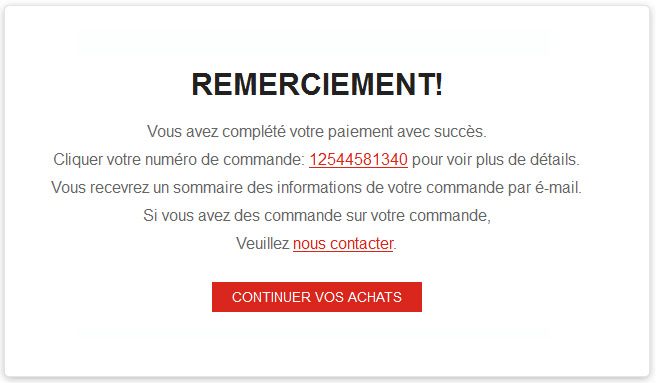 REMERCIEMENT!
Vous avez complété votre paiement avec succès.
Cliquer votre numéro de commande: 12544581340 pour voir plus de détails.
Vous recevrez un sommaire des informations de votre commande par é-mail.
Si vous avez des commande sur votre commande,
Veuillez nous contacter.
CONTINUER VOS ACHATS